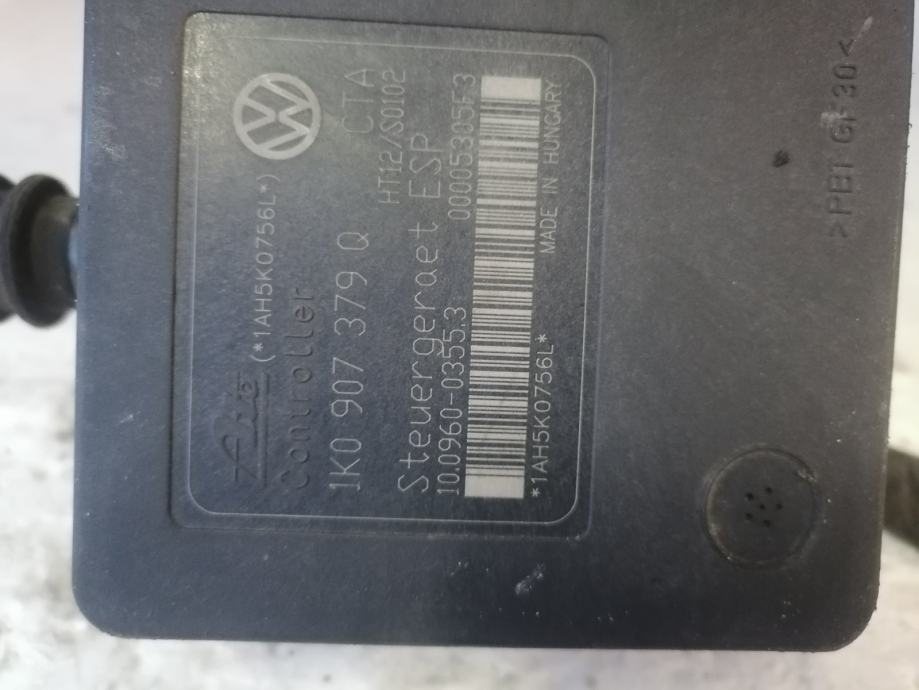 Ate (*1AH5K0756L*)
Controller
1K0 907 379 Q CTA
HT12/S0102
Steuergeraet ESP
10.0960-0355.3 00005305F3
*1AH5K0756L* MADE IN HUNGARY
>PBT GF30<